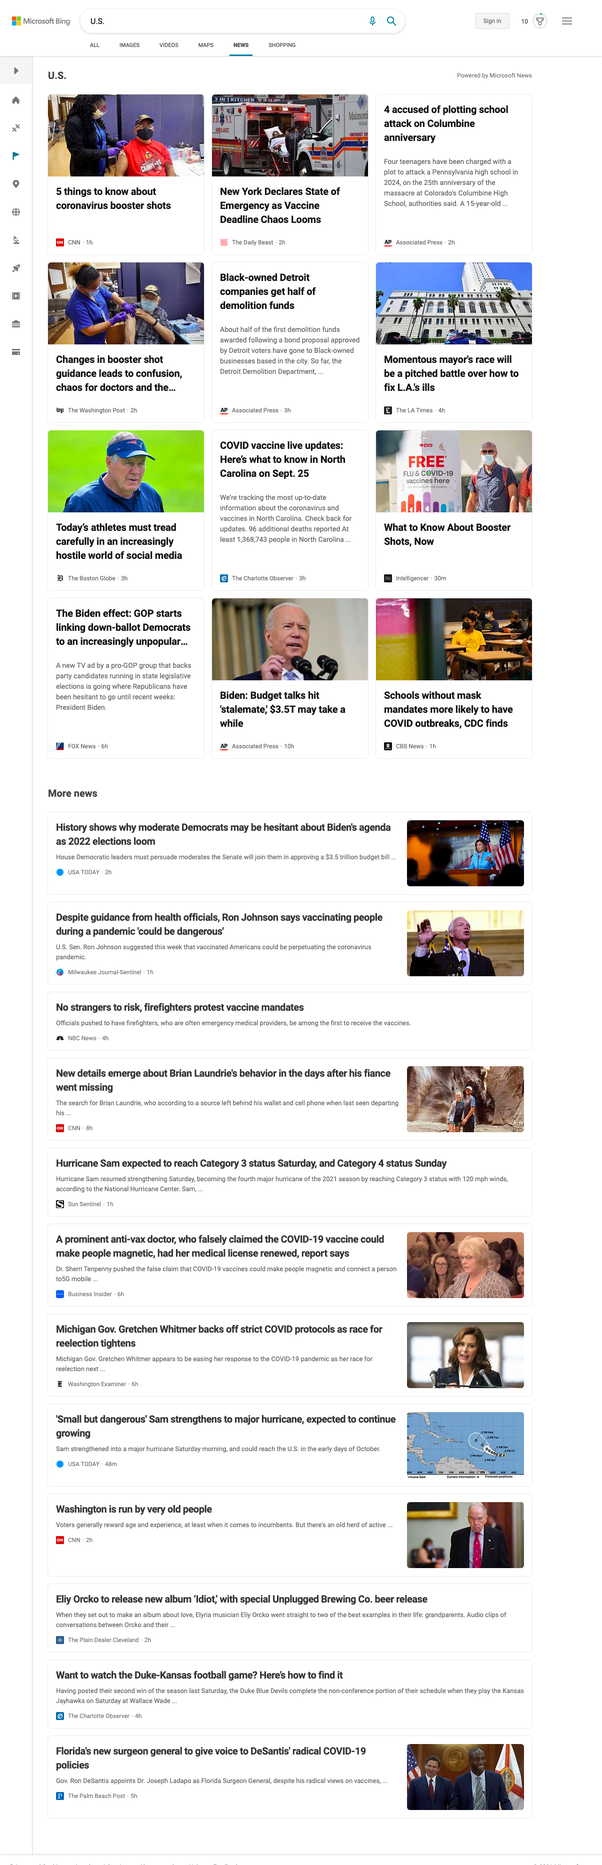 Microsoft Bing
U.S.
Sign in
10
ALL
IMAGES
VIDEOS
MAPS
NEWS
SHOPPING
U.S.
Powered by Microsoft News
5 things to know about
coronavirus booster shots
CNN · 1h
New York Declares State of
Emergency as Vaccine
Deadline Chaos Looms
The Daily Beast · 2h
4 accused of plotting school
attack on Columbine
anniversary
Four teenagers have been charged with a
plot to attack a Pennsylvania high school in
2024, on the 25th anniversary of the
massacre at Colorado's Columbine High
School, authorities said. A 15-year-old ...
AP
Associated Press · 2h
Changes in booster shot
guidance leads to confusion,
chaos for doctors and the…
wp
The Washington Post · 2h
Black-owned Detroit
companies get half of
demolition funds
About half of the first demolition funds
awarded following a bond proposal approved
by Detroit voters have gone to Black-owned
businesses based in the city. So far, the
Detroit Demolition Department, ...
AP
Associated Press · 3h
Momentous mayor's race will
be a pitched battle over how to
fix L.A.'s ills
The LA Times · 4h
Today's athletes must tread
carefully in an increasingly
hostile world of social media
The Boston Globe · 3h
COVID vaccine live updates:
Here's what to know in North
Carolina on Sept. 25
We're tracking the most up-to-date
information about the coronavirus and
vaccines in North Carolina. Check back for
updates. 96 additional deaths reported At
least 1,368,743 people in North Carolina ...
The Charlotte Observer · 3h
CVS
FREE
FLU & COVID-19
vaccines here
What to Know About Booster
Shots, Now
Intelligencer · 30m
The Biden effect: GOP starts
linking down-ballot Democrats
to an increasingly unpopular…
A new TV ad by a pro-GOP group that backs
party candidates running in state legislative
elections is going where Republicans have
been hesitant to go until recent weeks:
President Biden.
FOX News · 6h
Biden: Budget talks hit
'stalemate,' $3.5T may take a
while
AP
Associated Press · 10h
Schools without mask
mandates more likely to have
COVID outbreaks, CDC finds
CBS News · 1h
More news
History shows why moderate Democrats may be hesitant about Biden's agenda
as 2022 elections loom
House Democratic leaders must persuade moderates the Senate will join them in approving a $3.5 trillion budget bill ...
USA TODAY · 2h
Despite guidance from health officials, Ron Johnson says vaccinating people
during a pandemic 'could be dangerous'
U.S. Sen. Ron Johnson suggested this week that vaccinated Americans could be perpetuating the coronavirus
pandemic.
Milwaukee Journal-Sentinel · 1h
No strangers to risk, firefighters protest vaccine mandates
Officials pushed to have firefighters, who are often emergency medical providers, be among the first to receive the vaccines.
NBC News · 4h
New details emerge about Brian Laundrie's behavior in the days after his fiance
went missing
The search for Brian Laundrie, who according to a source left behind his wallet and cell phone when last seen departing
his ...
CNN · 8h
Hurricane Sam expected to reach Category 3 status Saturday, and Category 4 status Sunday
Hurricane Sam resumed strengthening Saturday, becoming the fourth major hurricane of the 2021 season by reaching Category 3 status with 120 mph winds,
according to the National Hurricane Center. Sam, ...
Sun Sentinel · 1h
A prominent anti-vax doctor, who falsely claimed the COVID-19 vaccine could
make people magnetic, had her medical license renewed, report says
Dr. Sherri Tenpenny pushed the false claim that COVID-19 vaccines could make people magnetic and connect a person
to5G mobile ...
Business Insider · 6h
Michigan Gov. Gretchen Whitmer backs off strict COVID protocols as race for
reelection tightens
Michigan Gov. Gretchen Whitmer appears to be easing her response to the COVID-19 pandemic as her race for
reelection next ...
Washington Examiner · 6h
'Small but dangerous' Sam strengthens to major hurricane, expected to continue
growing
Sam strengthened into a major hurricane Saturday morning, and could reach the U.S. in the early days of October.
USA TODAY · 48m
Washington is run by very old people
Voters generally reward age and experience, at least when it comes to incumbents. But there's an old herd of active ...
CNN · 2h
Eliy Orcko to release new album 'Idiot,' with special Unplugged Brewing Co. beer release
When they set out to make an album about love, Elyria musician Eliy Orcko went straight to two of the best examples in their life: grandparents. Audio clips of
conversations between Orcko and their ...
The Plain Dealer Cleveland · 2h
Want to watch the Duke-Kansas football game? Here's how to find it
Having posted their second win of the season last Saturday, the Duke Blue Devils complete the non-conference portion of their schedule when they play the Kansas
Jayhawks on Saturday at Wallace Wade ...
The Charlotte Observer · 4h
Florida's new surgeon general to give voice to DeSantis' radical COVID-19
policies
Gov. Ron DeSantis appoints Dr. Joseph Ladapo as Florida Surgeon General, despite his radical views on vaccines, ...
The Palm Beach Post · 5h